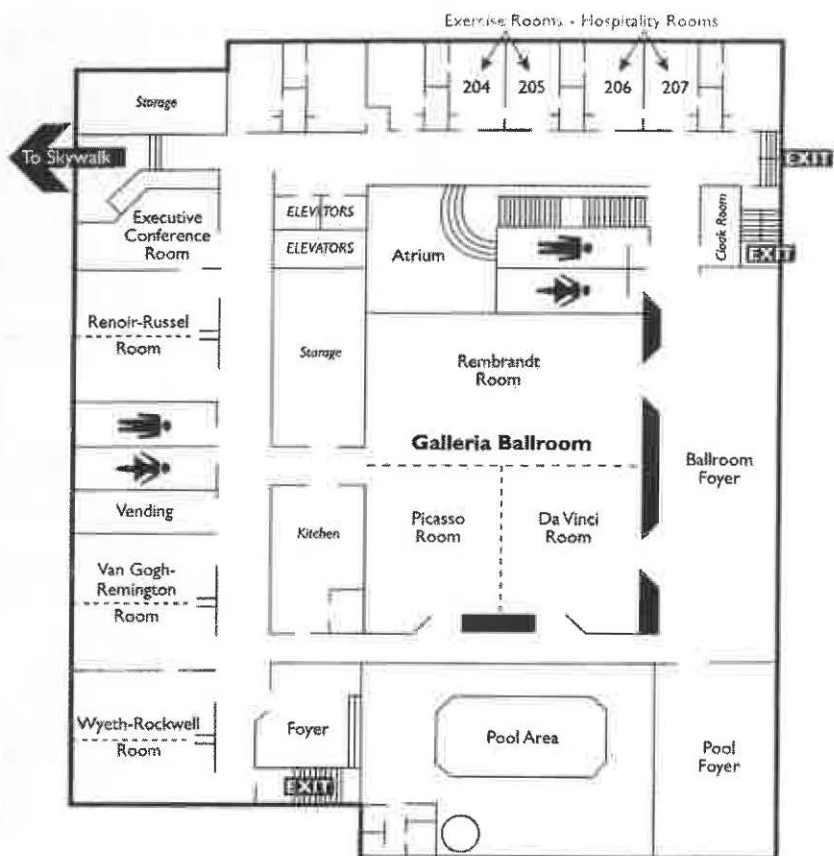 Exercise Rooms - Hospitality Rooms
204
205
206
207
Storage
To Skywalk
EXIT
Executive
Conference
Room
ELEVATORS
ELEVATORS
Atrium
Cloak Room
EXIT
Renoir-Russel
Room
Storage
Rembrandt
Room
Galleria Ballroom
Ballroom
Foyer
Vending
Picasso
Room
Da Vinci
Room
Kitchen
Van Gogh-
Remington
Room
Wyeth-Rockwell
Room
Foyer
Pool Area
Pool
Foyer
EXIT